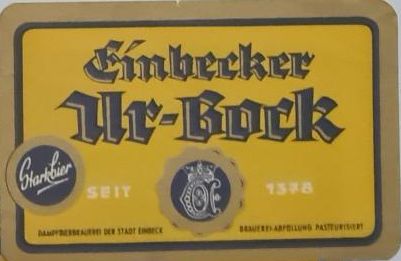 Einbecker
Ur-Bock
Starkbier
SEIT 1378
DAMPFBIERBRAUEREI DER STADT EINBECK BRAUEREI-ABFÜLLUNG PASTEURISIERT